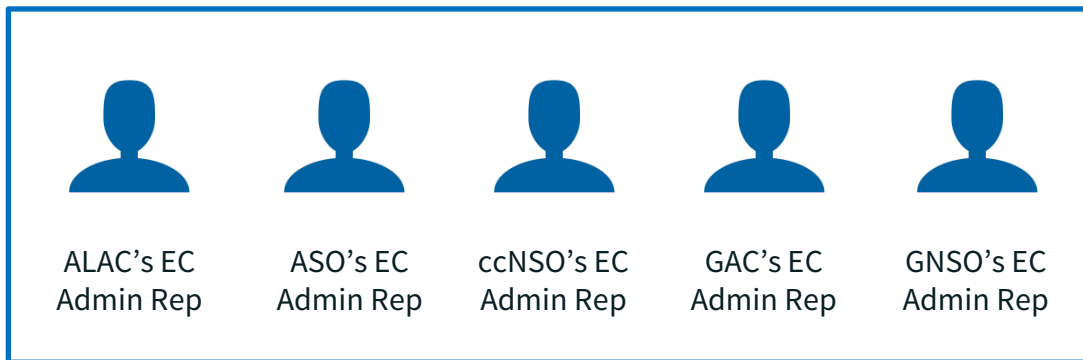 ALAC’s EC
Admin Rep
ASO’s EC
Admin Rep
ccNSO’s EC
Admin Rep
GAC’s EC
Admin Rep
GNSO’s EC
Admin Rep